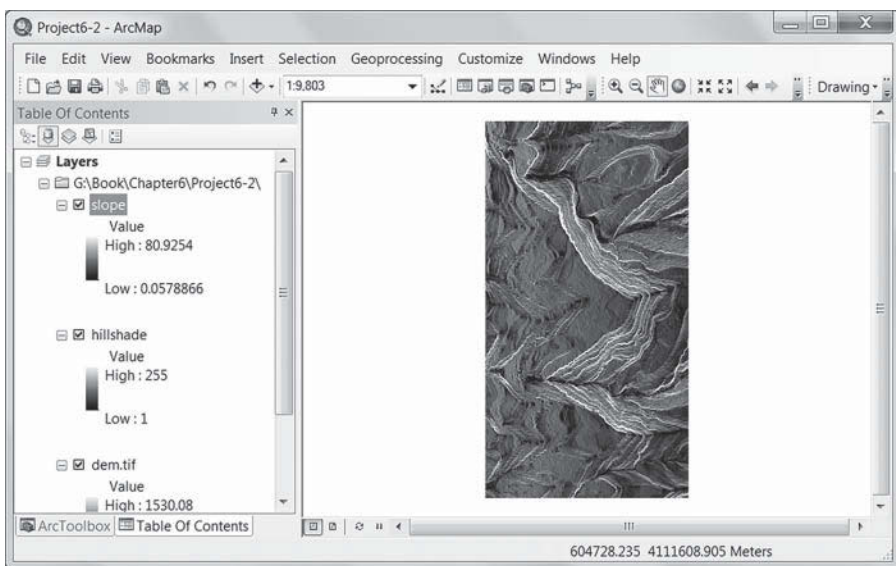 Project6-2 - ArcMap
File Edit View Bookmarks Insert Selection Geoprocessing Customize Windows Help
1:9,803
Drawing
Table Of Contents
Layers
G:\Book\Chapter6\Project6-2\
slope
Value
High : 80.9254
Low : 0.0578866
hillshade
Value
High : 255
Low : 1
dem.tif
Value
High : 1530.08
ArcToolbox Table Of Contents
604728.235 4111608.905 Meters